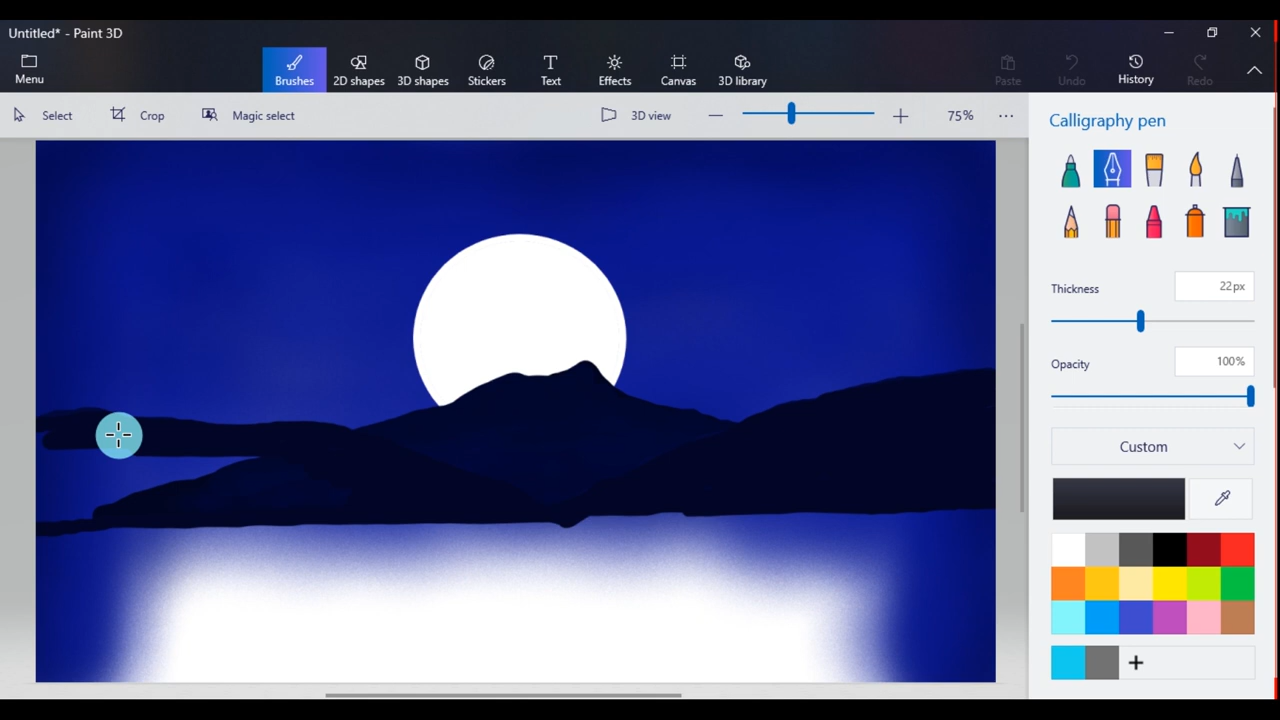 Untitled* - Paint 3D
Menu
Brushes
2D shapes
3D shapes
Stickers
Text
Effects
Canvas
3D library
Paste
Undo
History
Redo
Select
Crop
Magic select
3D view
75%
Calligraphy pen
Thickness
22px
Opacity
100%
Custom